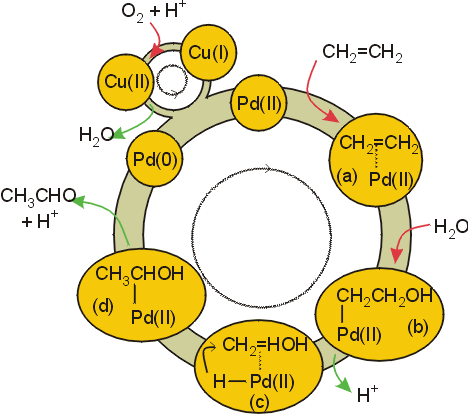 O₂ + H⁺
Cu(I)
Cu(II)
H₂O
Pd(II)
CH₂=CH₂
CH₂=CH₂
(a) Pd(II)
Pd(0)
CH₃CHO
+ H⁺
H₂O
CH₃CHOH
(d)
Pd(II)
CH₂CH₂OH
Pd(II) (b)
CH₂=HOH
H—Pd(II)
(c)
H⁺